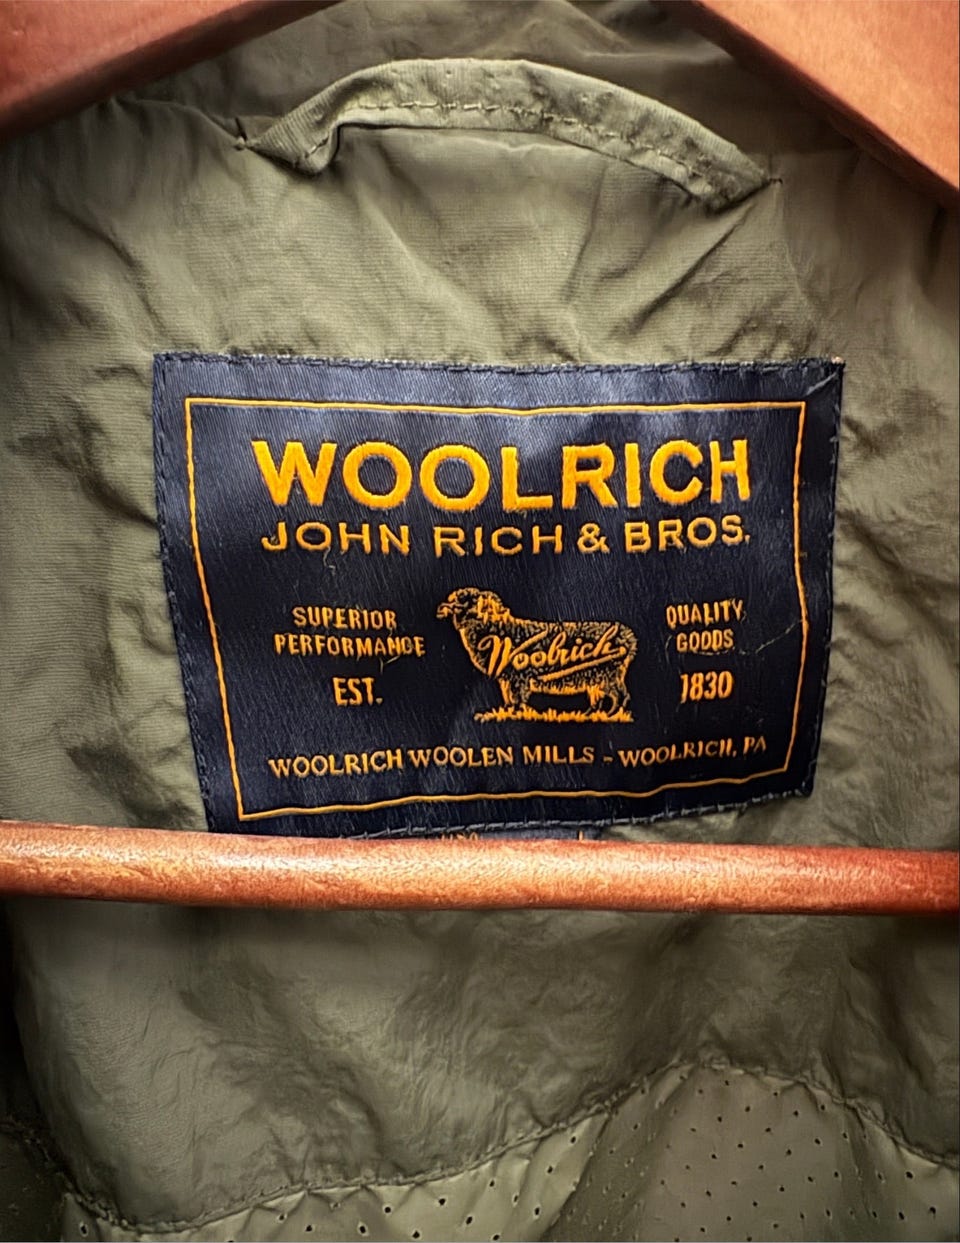 WOOLRICH
JOHN RICH & BROS.
SUPERIOR
PERFORMANCE
EST.
Woolrich
QUALITY
GOODS
1830
WOOLRICH WOOLEN MILLS - WOOLRICH, PA